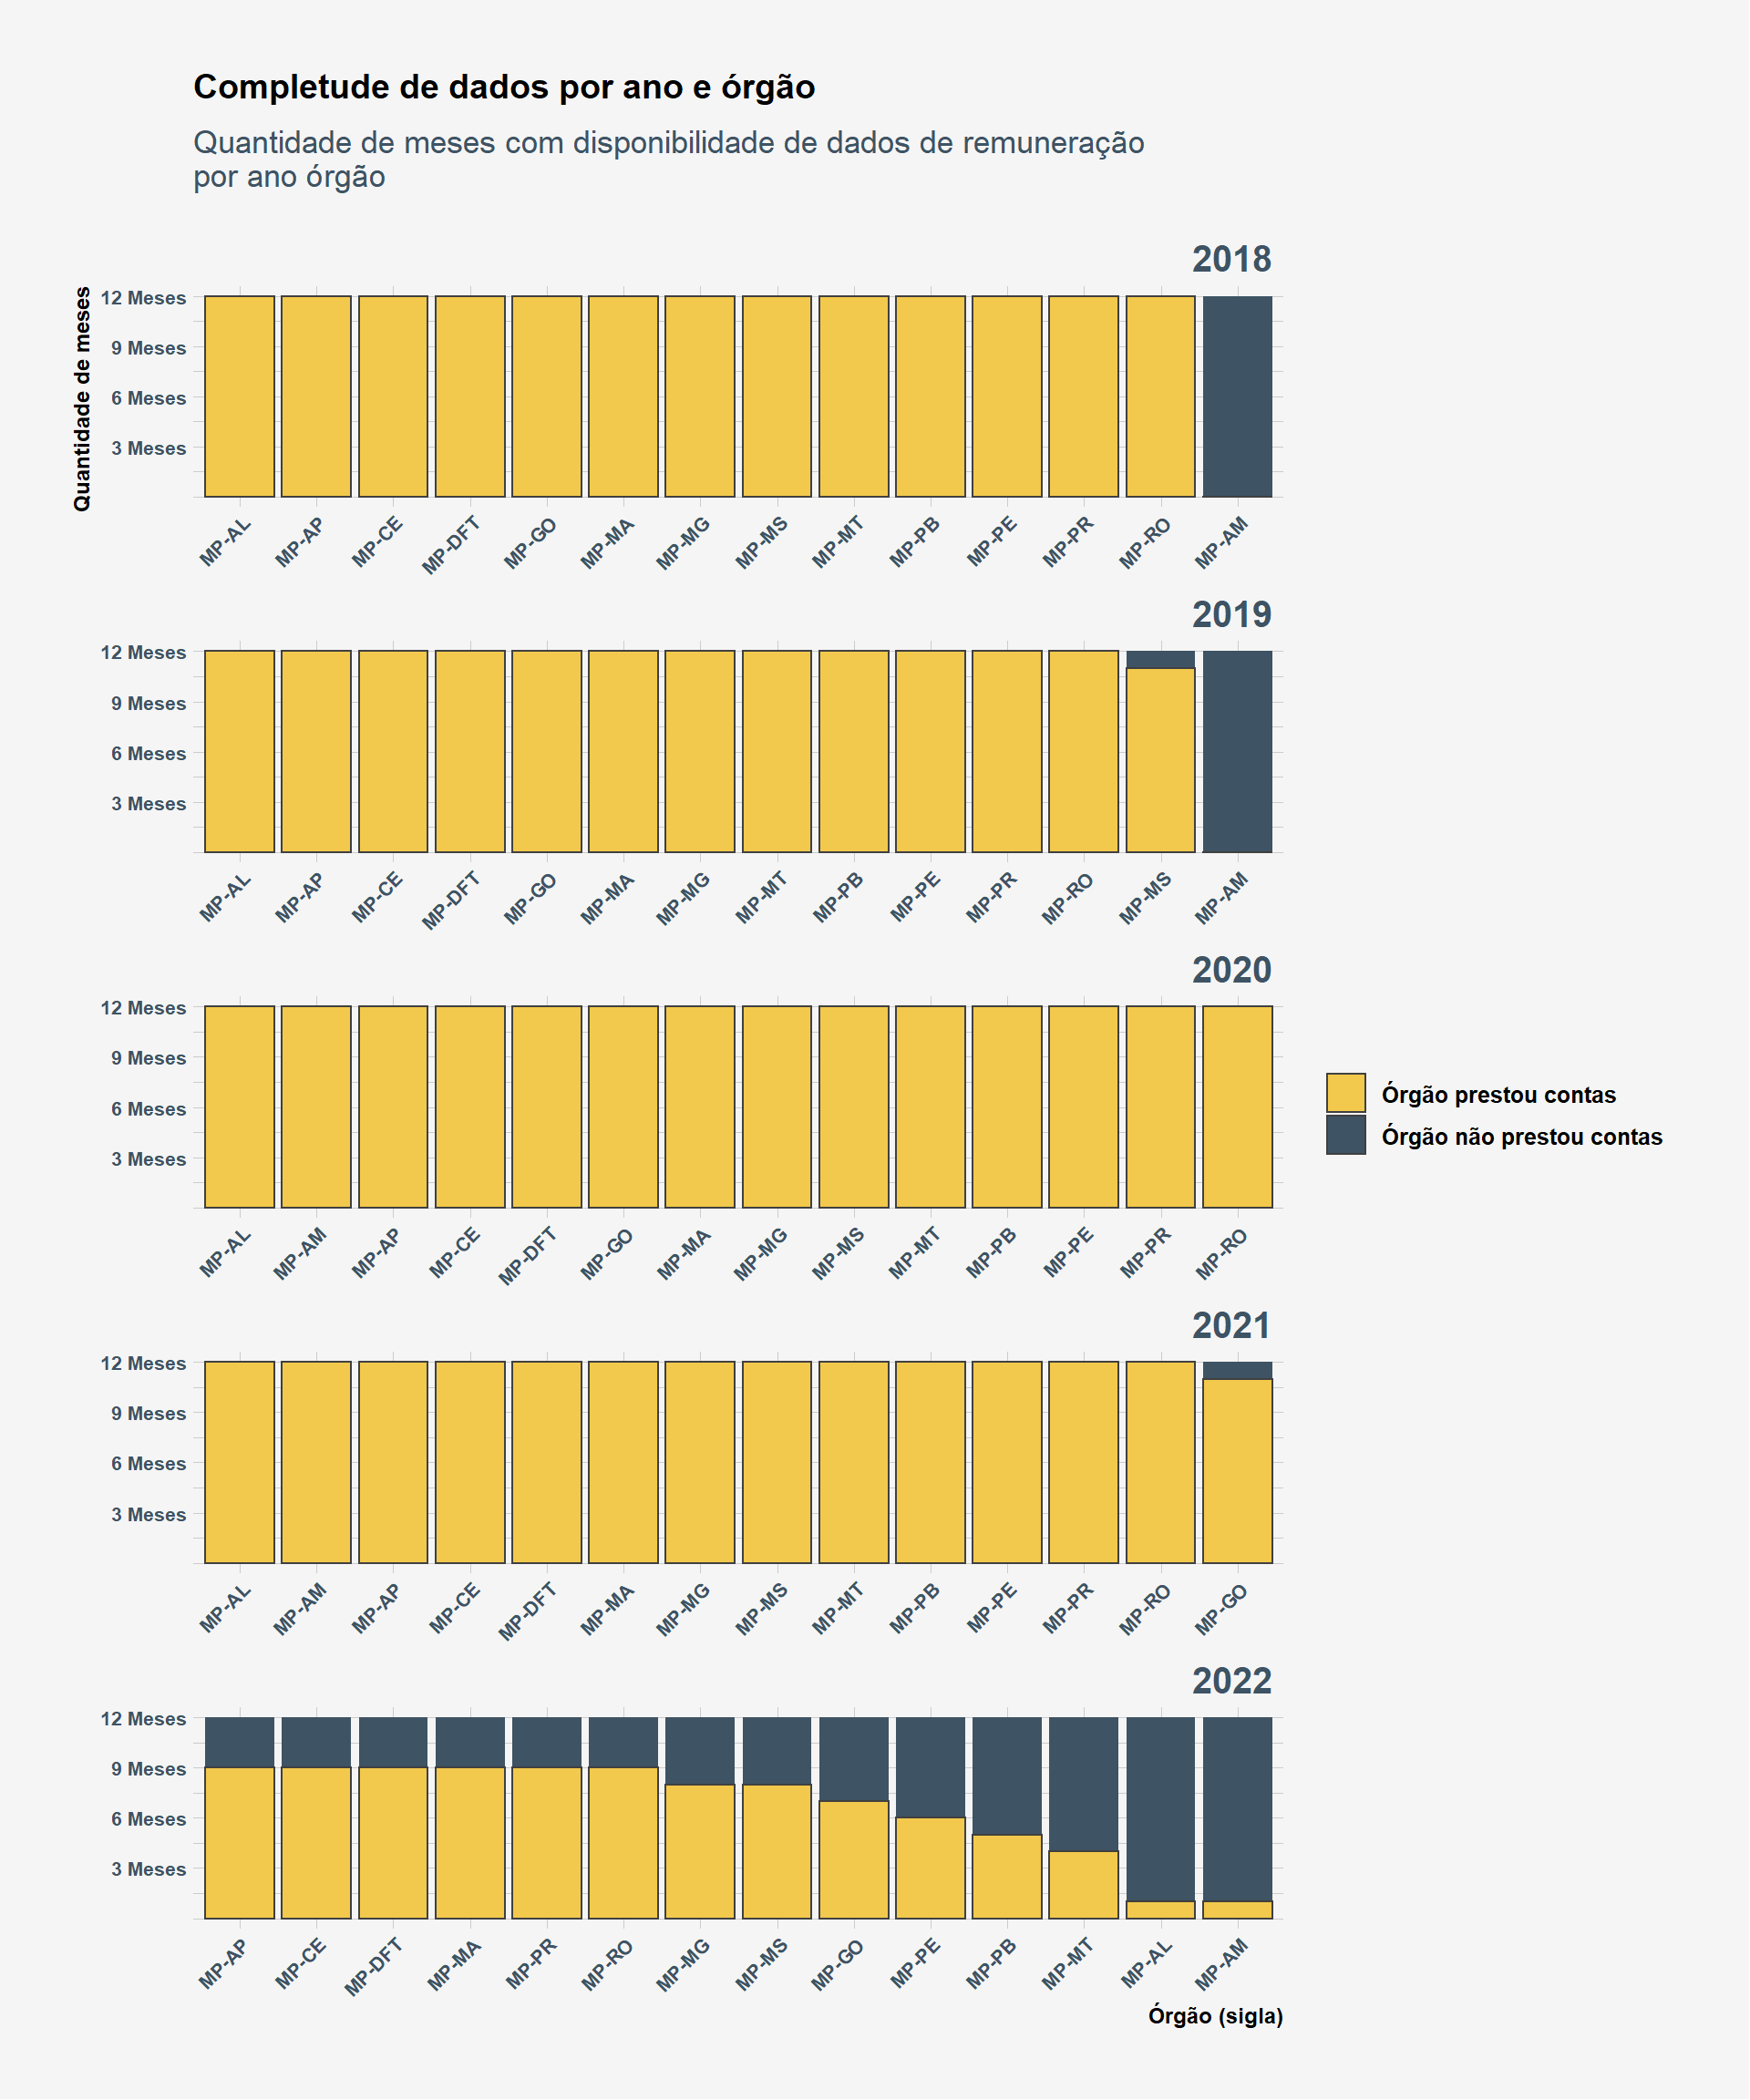 Completude de dados por ano e órgão
Quantidade de meses com disponibilidade de dados de remuneração
por ano órgão
Quantidade de meses
2018
12 Meses
9 Meses
6 Meses
3 Meses
MP-AL MP-AP MP-CE MP-DFT MP-GO MP-MA MP-MG MP-MS MP-MT MP-PB MP-PE MP-PR MP-RO MP-AM
2019
12 Meses
9 Meses
6 Meses
3 Meses
MP-AL MP-AP MP-CE MP-DFT MP-GO MP-MA MP-MG MP-MT MP-PB MP-PE MP-PR MP-RO MP-MS MP-AM
2020
12 Meses
9 Meses
6 Meses
3 Meses
MP-AL MP-AM MP-AP MP-CE MP-DFT MP-GO MP-MA MP-MG MP-MS MP-MT MP-PB MP-PE MP-PR MP-RO
Órgão prestou contas
Órgão não prestou contas
2021
12 Meses
9 Meses
6 Meses
3 Meses
MP-AL MP-AM MP-AP MP-CE MP-DFT MP-MA MP-MG MP-MS MP-MT MP-PB MP-PE MP-PR MP-RO MP-GO
2022
12 Meses
9 Meses
6 Meses
3 Meses
MP-AP MP-CE MP-DFT MP-MA MP-PR MP-RO MP-MG MP-MS MP-GO MP-PE MP-PB MP-MT MP-AL MP-AM
Órgão (sigla)